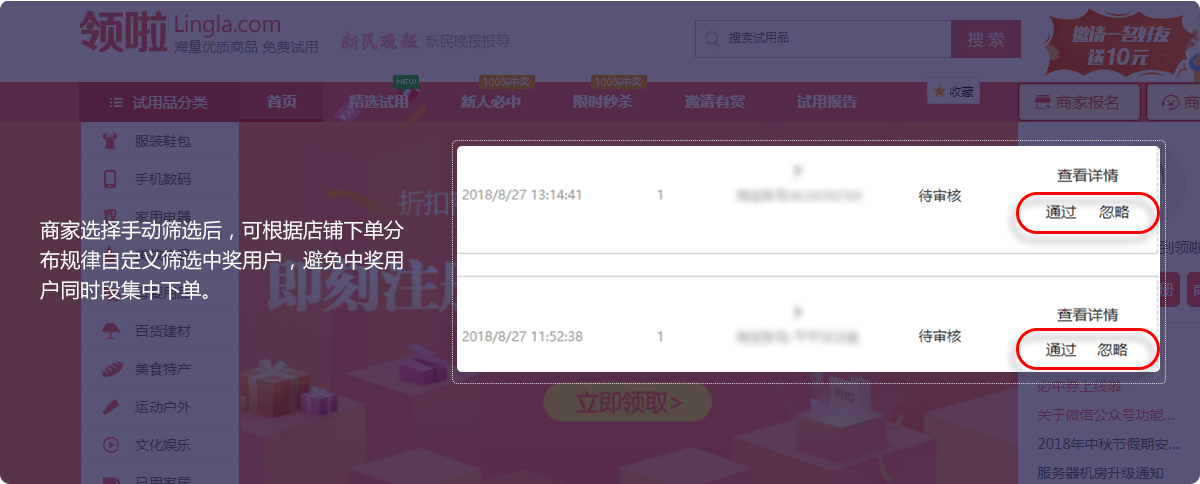 领啦 Lingla.com
海量优质商品 免费试用
新民晚报 新民晚报报导
搜索试用品
搜 索
邀请一名好友
送10元
试用品分类
首页
精选试用
NEW
新人必中
100%中奖
限时秒杀
100%中奖
邀请有赏
试用报告
收藏
商家报名
商
服装鞋包
手机数码
家用电器
百货建材
美食特产
运动户外
文化娱乐
日用家居
折扣
即刻注册
立即领取>
折扣
商家选择手动筛选后，可根据店铺下单分
布规律自定义筛选中奖用户，避免中奖用
户同时段集中下单。
2018/8/27 13:14:41
1
待审核
查看详情
通过 忽略
2018/8/27 11:52:38
1
待审核
查看详情
通过 忽略
到领啦
册
商
必中券上线啦
关于微信公众号功能...
2018年中秋节假期安...
服务器机房升级通知